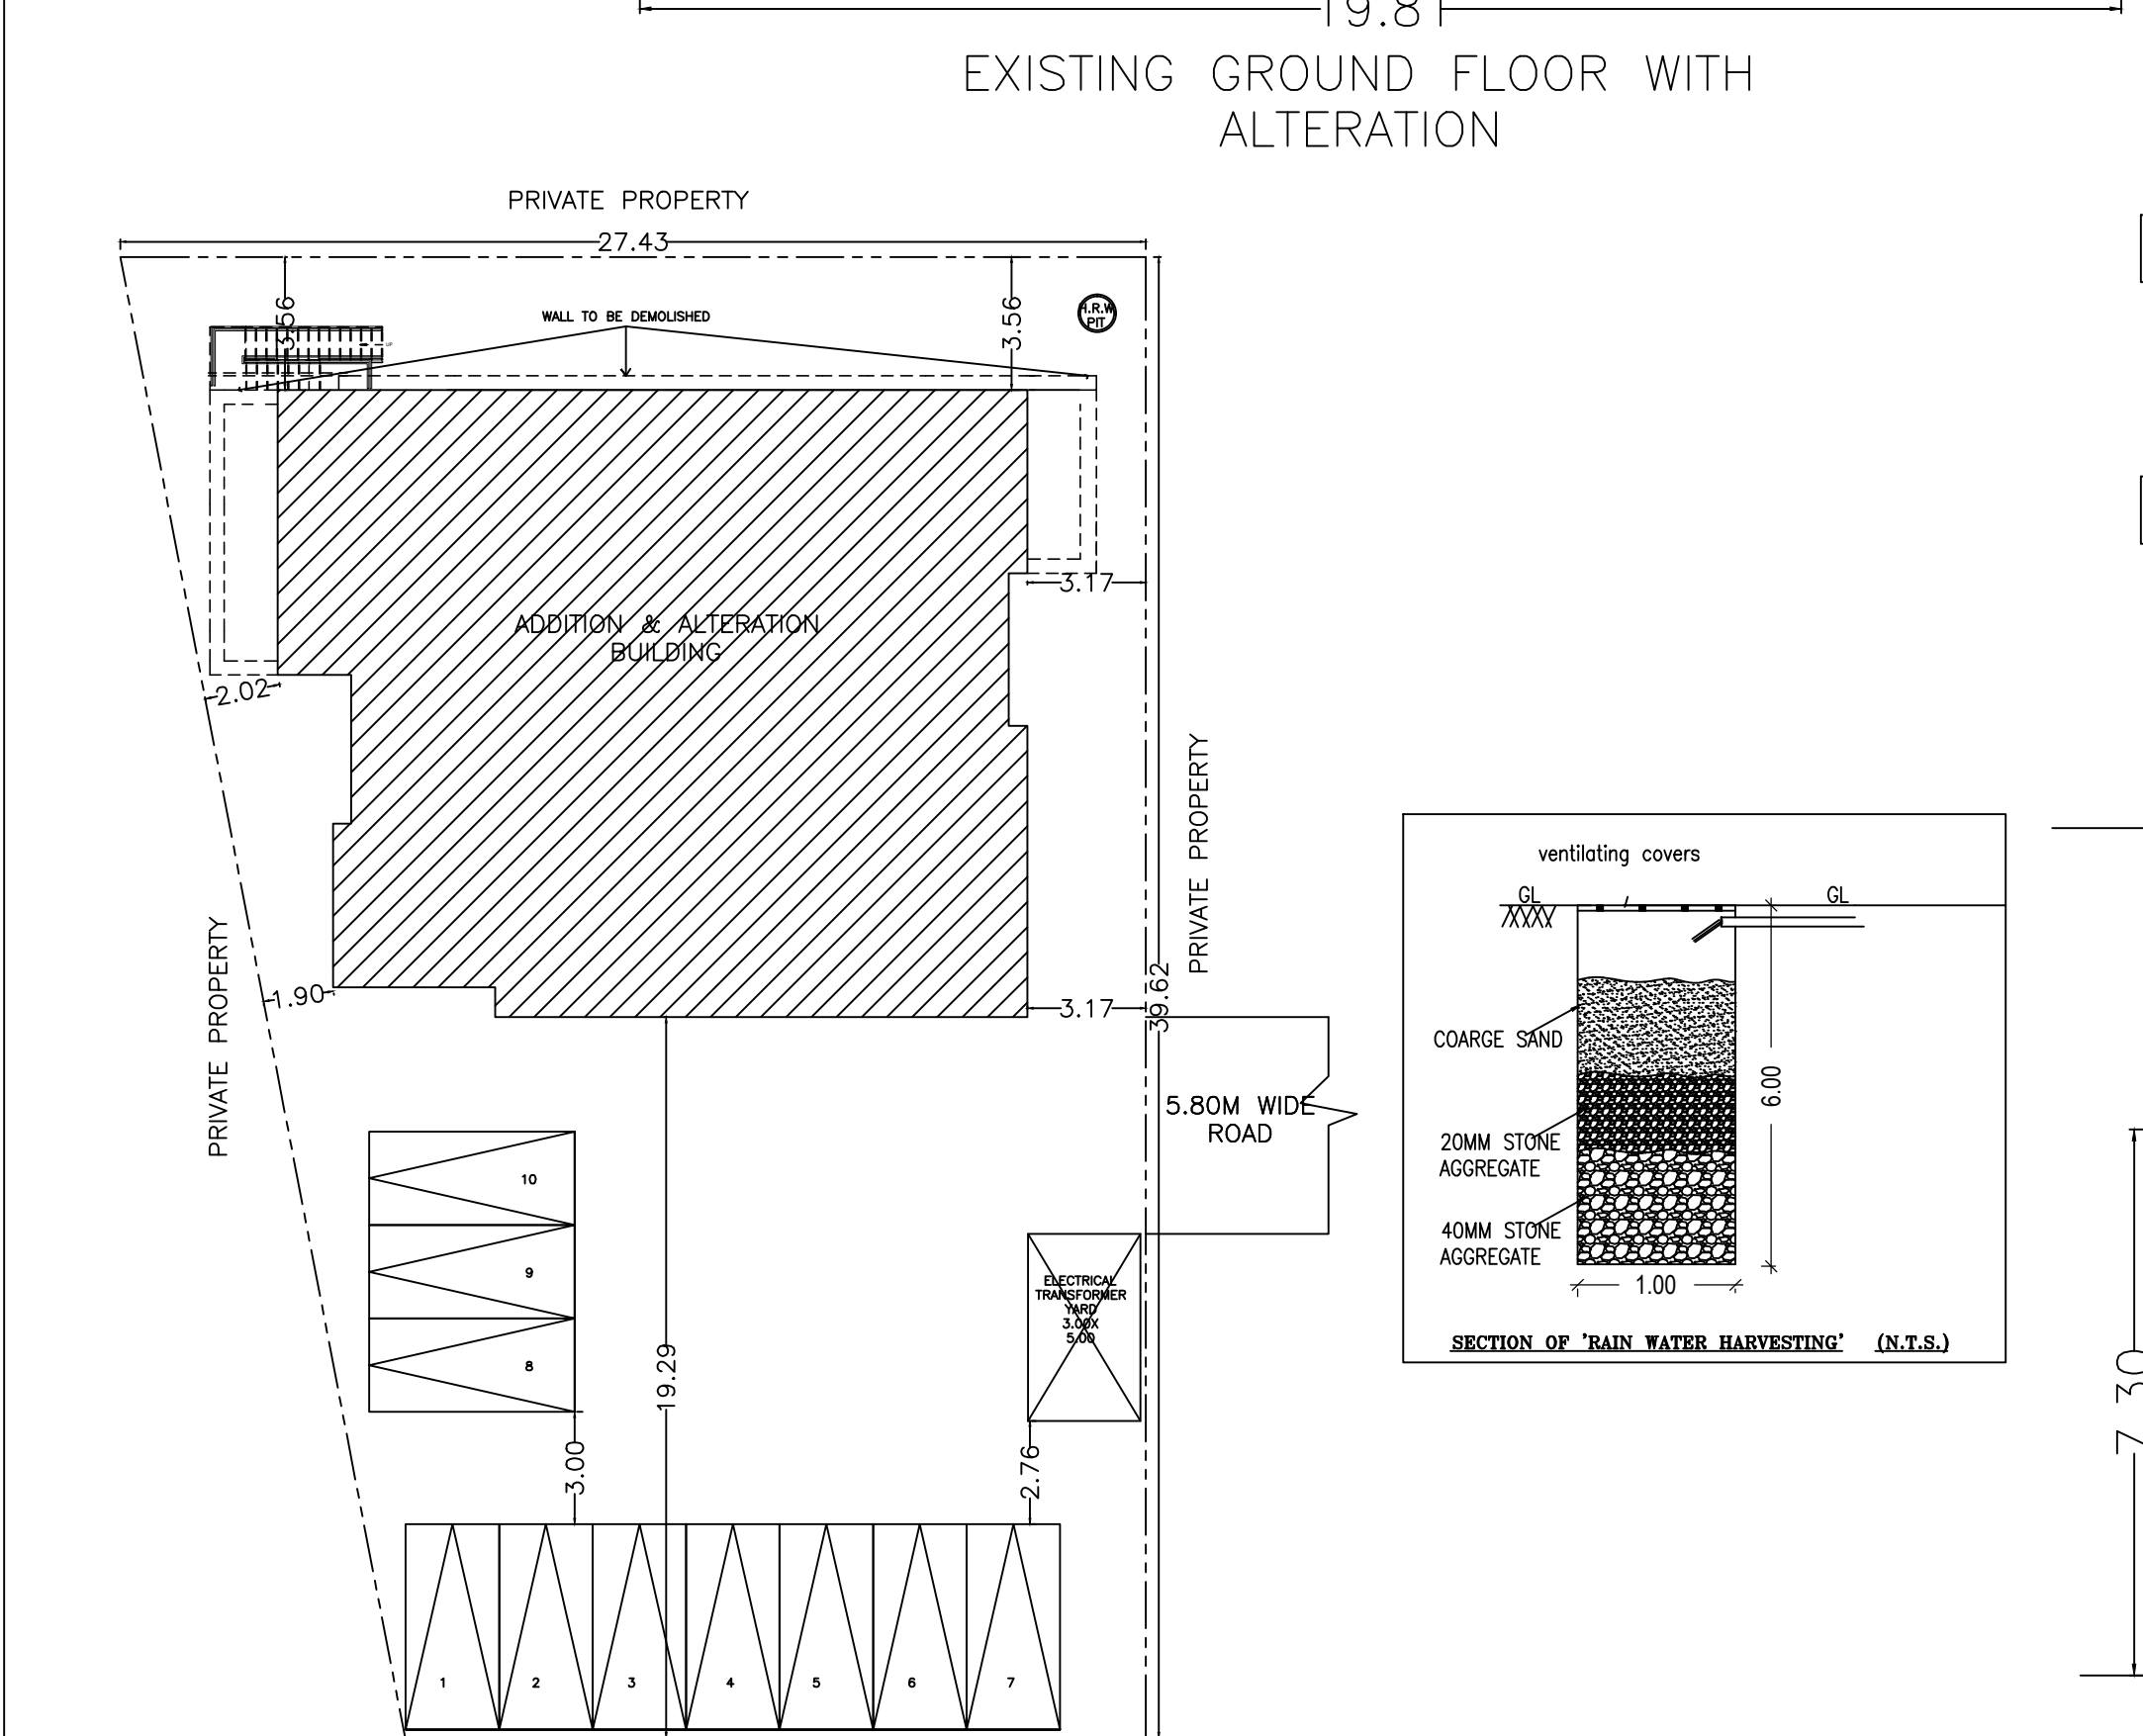 19.81
EXISTING GROUND FLOOR WITH
ALTERATION
PRIVATE PROPERTY
27.43
3.56
3.56
WALL TO BE DEMOLISHED
H.R.W
PIT
UP
3.17
ADDITION & ALTERATION
BUILDING
2.02
PRIVATE PROPERTY
PRIVATE PROPERTY
1.90
3.17
39.62
5.80M WIDE
ROAD
10
9
8
ELECTRICAL
TRANSFORMER
YARD
3.00X
5.00
19.29
3.00
2.76
1 2 3 4 5 6 7
ventilating covers
GL GL
COARGE SAND
6.00
20MM STONE
AGGREGATE
40MM STONE
AGGREGATE
1.00
SECTION OF 'RAIN WATER HARVESTING' (N.T.S.)
7.30